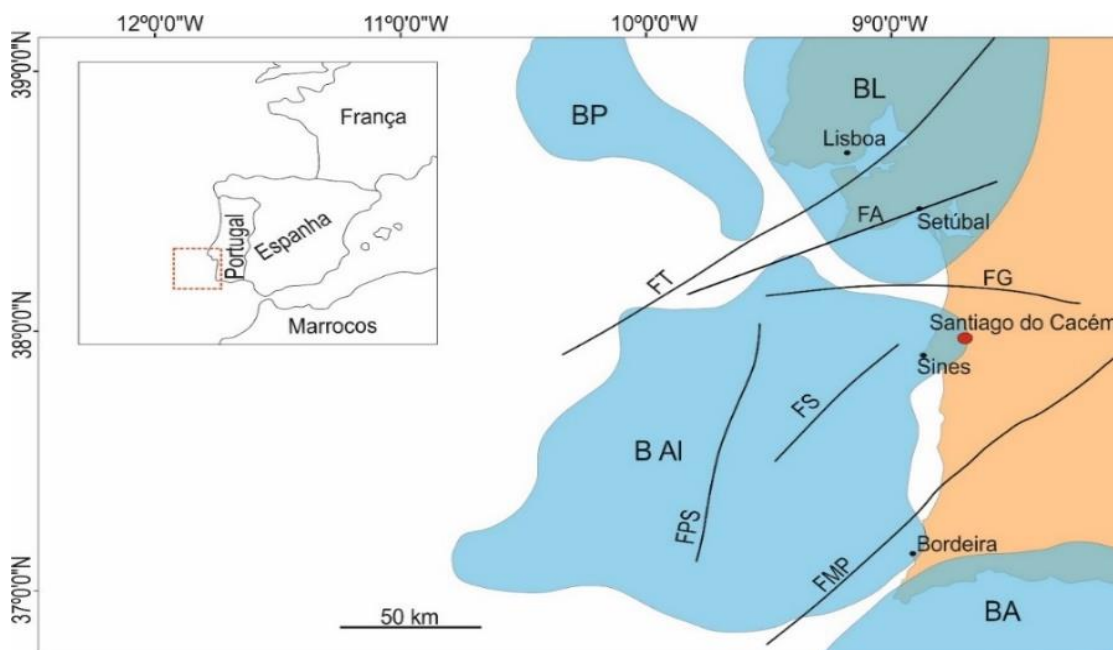 12º0'0"W
11º0'0"W
10º0'0"W
9º0'0"W
39º0'0"N
38º0'0"N
37º0'0"N
França
Portugal
Espanha
Marrocos
BP
BL
Lisboa
FA
Setúbal
FT
FG
Santiago do Cacém
Sines
FS
B Al
FPS
Bordeira
FMP
50 km
BA